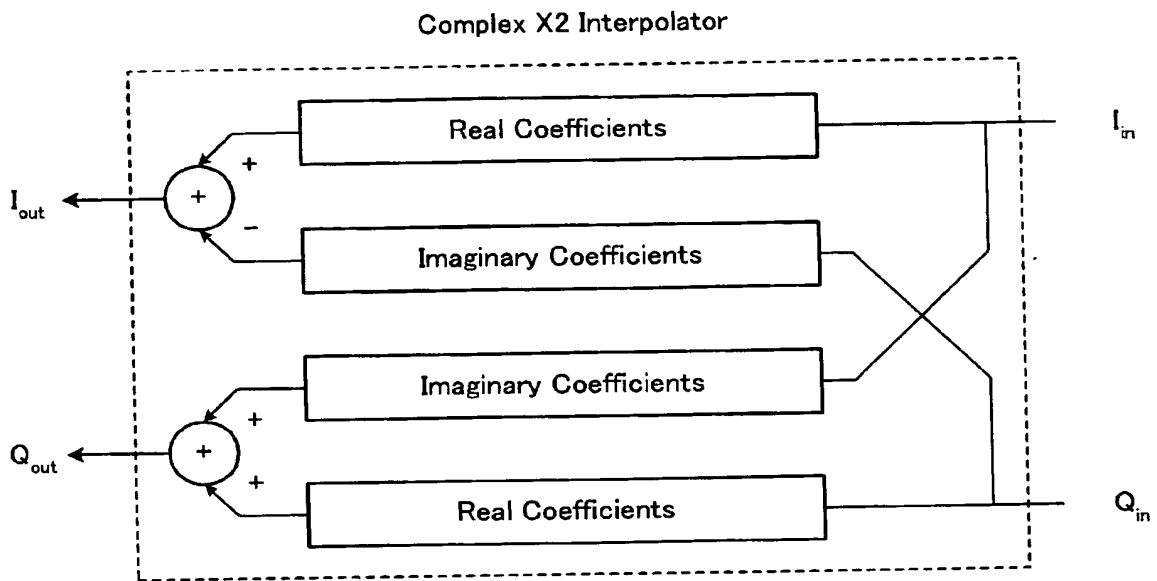 Complex X2 Interpolator
Real Coefficients
I_in
+
+
I_out
−
Imaginary Coefficients
Imaginary Coefficients
+
Q_out
+
+
Real Coefficients
Q_in